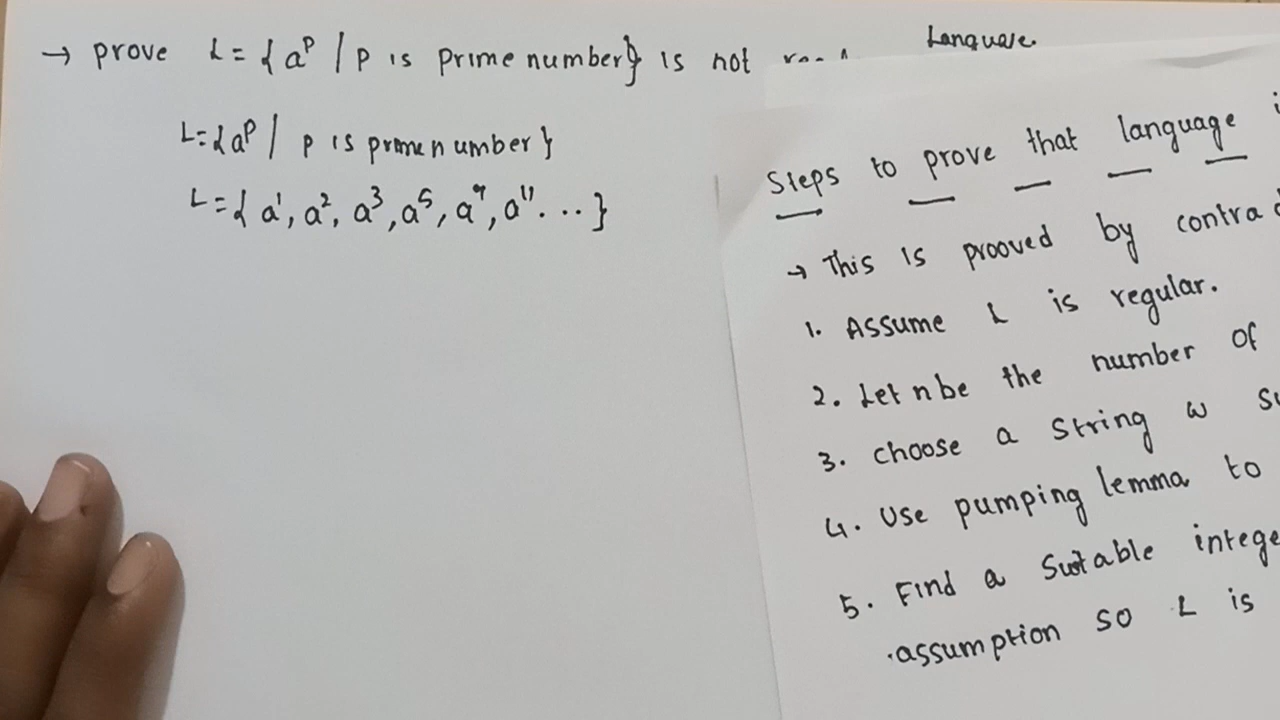 → prove L = { a^p / p is prime number} is not
Language
L = { a^p / p is prime number }
L = { a^1, a^2, a^3, a^5, a^7, a^11 . . . }
Steps to prove that language
→ This is prooved by contra
1. Assume L is regular.
2. Let n be the number of
3. choose a string w
4. Use pumping lemma to
5. Find a Suitable intege
assumption so L is